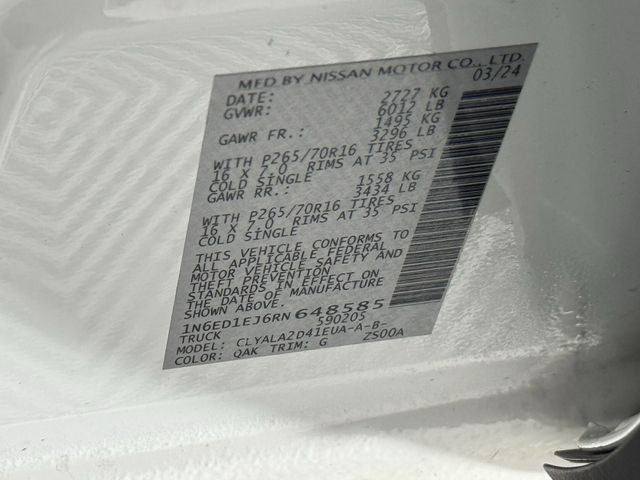 MFD BY NISSAN MOTOR CO., LTD.
DATE: 03/24
GVWR: 2727 KG
6012 LB
GAWR FR.: 1495 KG
3296 LB
WITH P265/70R16 TIRES
16 X 7.0 RIMS AT 35 PSI
COLD SINGLE
GAWR RR.: 1558 KG
3434 LB
WITH P265/70R16 TIRES
16 X 7.0 RIMS AT 35 PSI
COLD SINGLE
THIS VEHICLE CONFORMS TO
ALL APPLICABLE FEDERAL
MOTOR VEHICLE SAFETY AND
THEFT PREVENTION
STANDARDS IN EFFECT ON
THE DATE OF MANUFACTURE
SHOWN ABOVE.
1N6ED1EJ6RN648585
TRUCK 590205
MODEL: CLYALA2D41EUA-A-B-
COLOR: QAK TRIM: G ZS00A